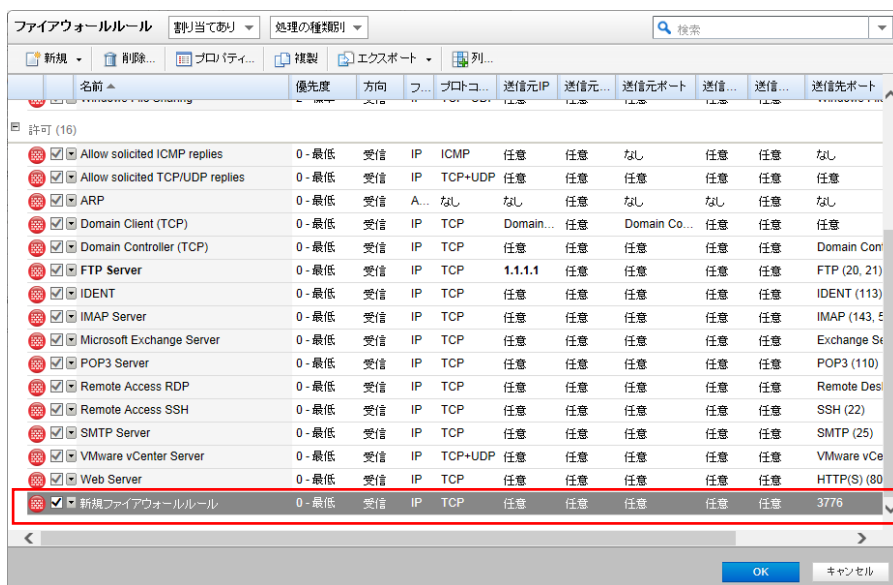 ファイアウォールルール 割り当てあり 処理の種類別 検索
新規 削除... プロパティ... 複製 エクスポート 列...
名前 優先度 方向 フ... プロトコ... 送信元IP 送信元... 送信元ポート 送信... 送信... 送信先ポート
許可 (16)
Allow solicited ICMP replies 0 - 最低 受信 IP ICMP 任意 任意 なし 任意 任意 なし
Allow solicited TCP/UDP replies 0 - 最低 受信 IP TCP+UDP 任意 任意 任意 任意 任意 任意
ARP 0 - 最低 受信 A... なし なし 任意 なし なし 任意 なし
Domain Client (TCP) 0 - 最低 受信 IP TCP Domain... 任意 Domain Co... 任意 任意 任意
Domain Controller (TCP) 0 - 最低 受信 IP TCP 任意 任意 任意 任意 任意 Domain Con
FTP Server 0 - 最低 受信 IP TCP 1.1.1.1 任意 任意 任意 任意 FTP (20, 21)
IDENT 0 - 最低 受信 IP TCP 任意 任意 任意 任意 任意 IDENT (113)
IMAP Server 0 - 最低 受信 IP TCP 任意 任意 任意 任意 任意 IMAP (143, 5
Microsoft Exchange Server 0 - 最低 受信 IP TCP 任意 任意 任意 任意 任意 Exchange Se
POP3 Server 0 - 最低 受信 IP TCP 任意 任意 任意 任意 任意 POP3 (110)
Remote Access RDP 0 - 最低 受信 IP TCP 任意 任意 任意 任意 任意 Remote Des
Remote Access SSH 0 - 最低 受信 IP TCP 任意 任意 任意 任意 任意 SSH (22)
SMTP Server 0 - 最低 受信 IP TCP 任意 任意 任意 任意 任意 SMTP (25)
VMware vCenter Server 0 - 最低 受信 IP TCP+UDP 任意 任意 任意 任意 任意 VMware vCe
Web Server 0 - 最低 受信 IP TCP 任意 任意 任意 任意 任意 HTTP(S) (80
新規ファイアウォールルール 0 - 最低 受信 IP TCP 任意 任意 任意 任意 任意 3776
OK キャンセル